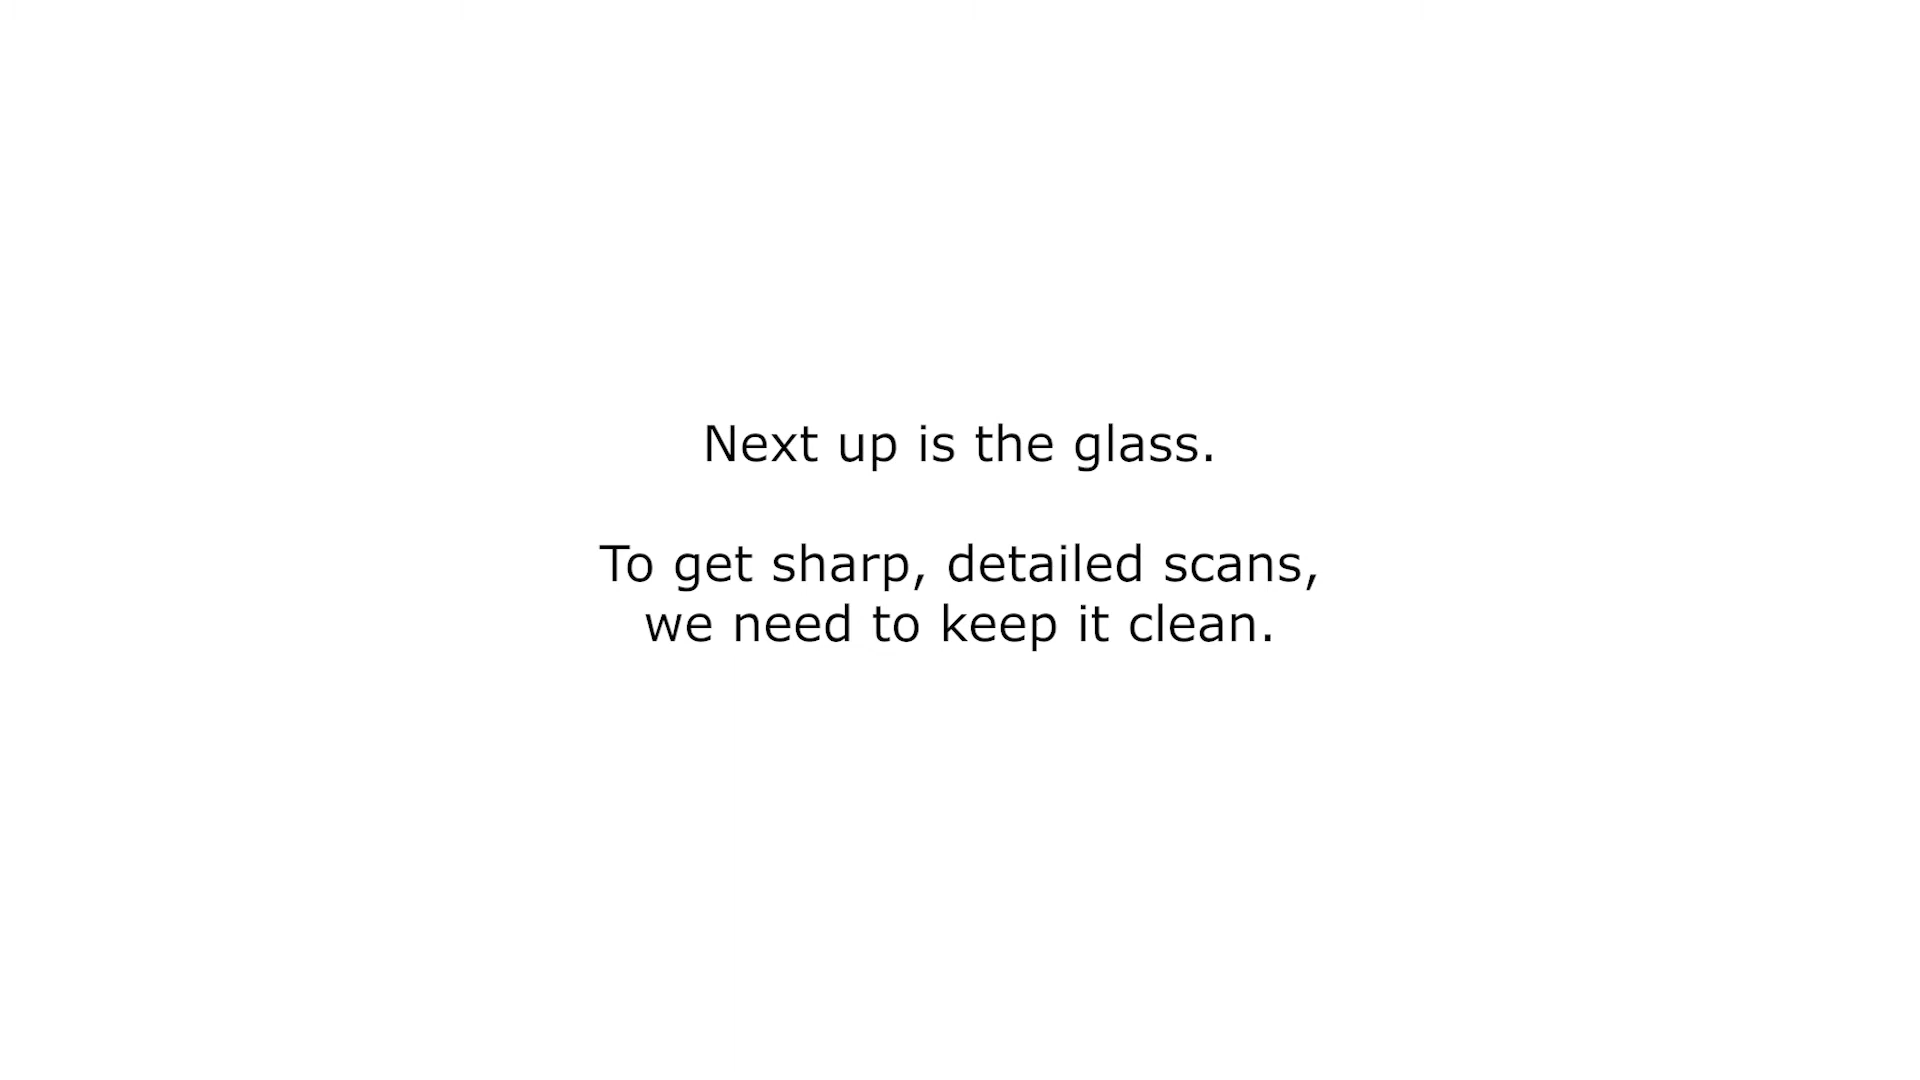 Next up is the glass.
To get sharp, detailed scans,
we need to keep it clean.